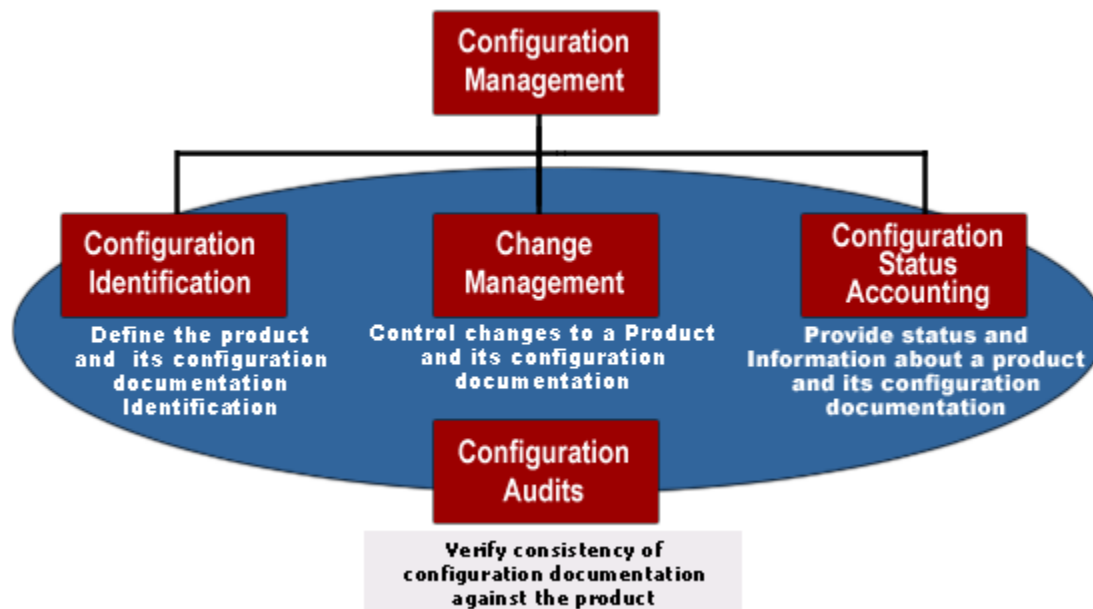 Configuration
Management
Configuration
Identification
Define the product
and its configuration
documentation
Identification
Change
Management
Control changes to a Product
and its configuration
documentation
Configuration
Status
Accounting
Provide status and
Information about a product
and its configuration
documentation
Configuration
Audits
Verify consistency of
configuration documentation
against the product